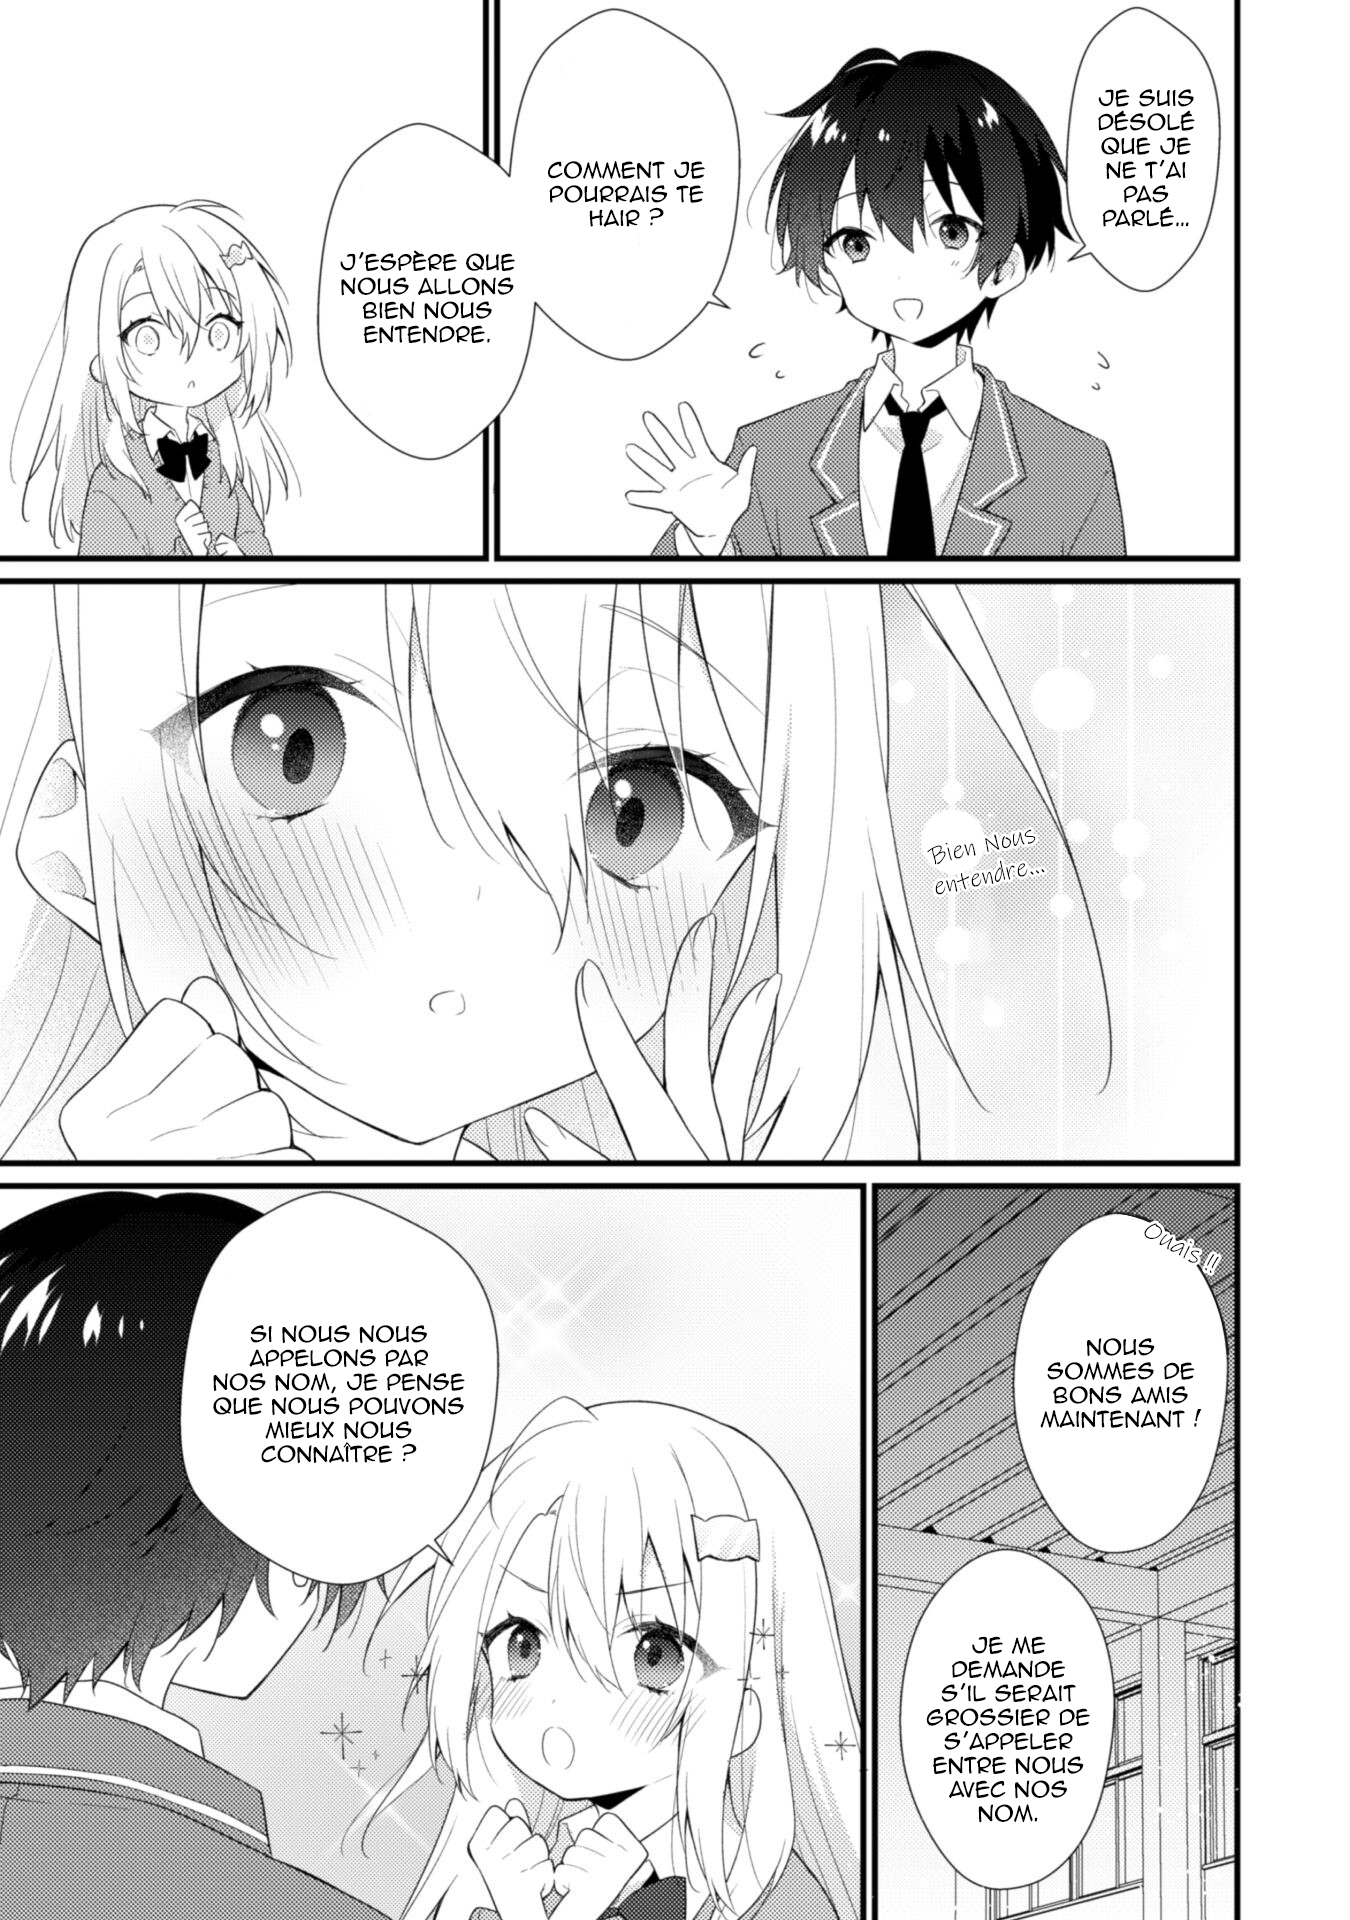 JE SUIS
DÉSOLÉ
QUE JE
NE T'AI
PAS
PARLÉ...
COMMENT JE
POURRAIS TE
HAIR ?
J'ESPÈRE QUE
NOUS ALLONS
BIEN NOUS
ENTENDRE.
Bien Nous
entendre...
Ouais !!
NOUS
SOMMES DE
BONS AMIS
MAINTENANT !
JE ME
DEMANDE
S'IL SERAIT
GROSSIER DE
S'APPELER
ENTRE NOUS
AVEC NOS
NOM.
SI NOUS NOUS
APPELONS PAR
NOS NOM, JE PENSE
QUE NOUS POUVONS
MIEUX NOUS
CONNAÎTRE ?